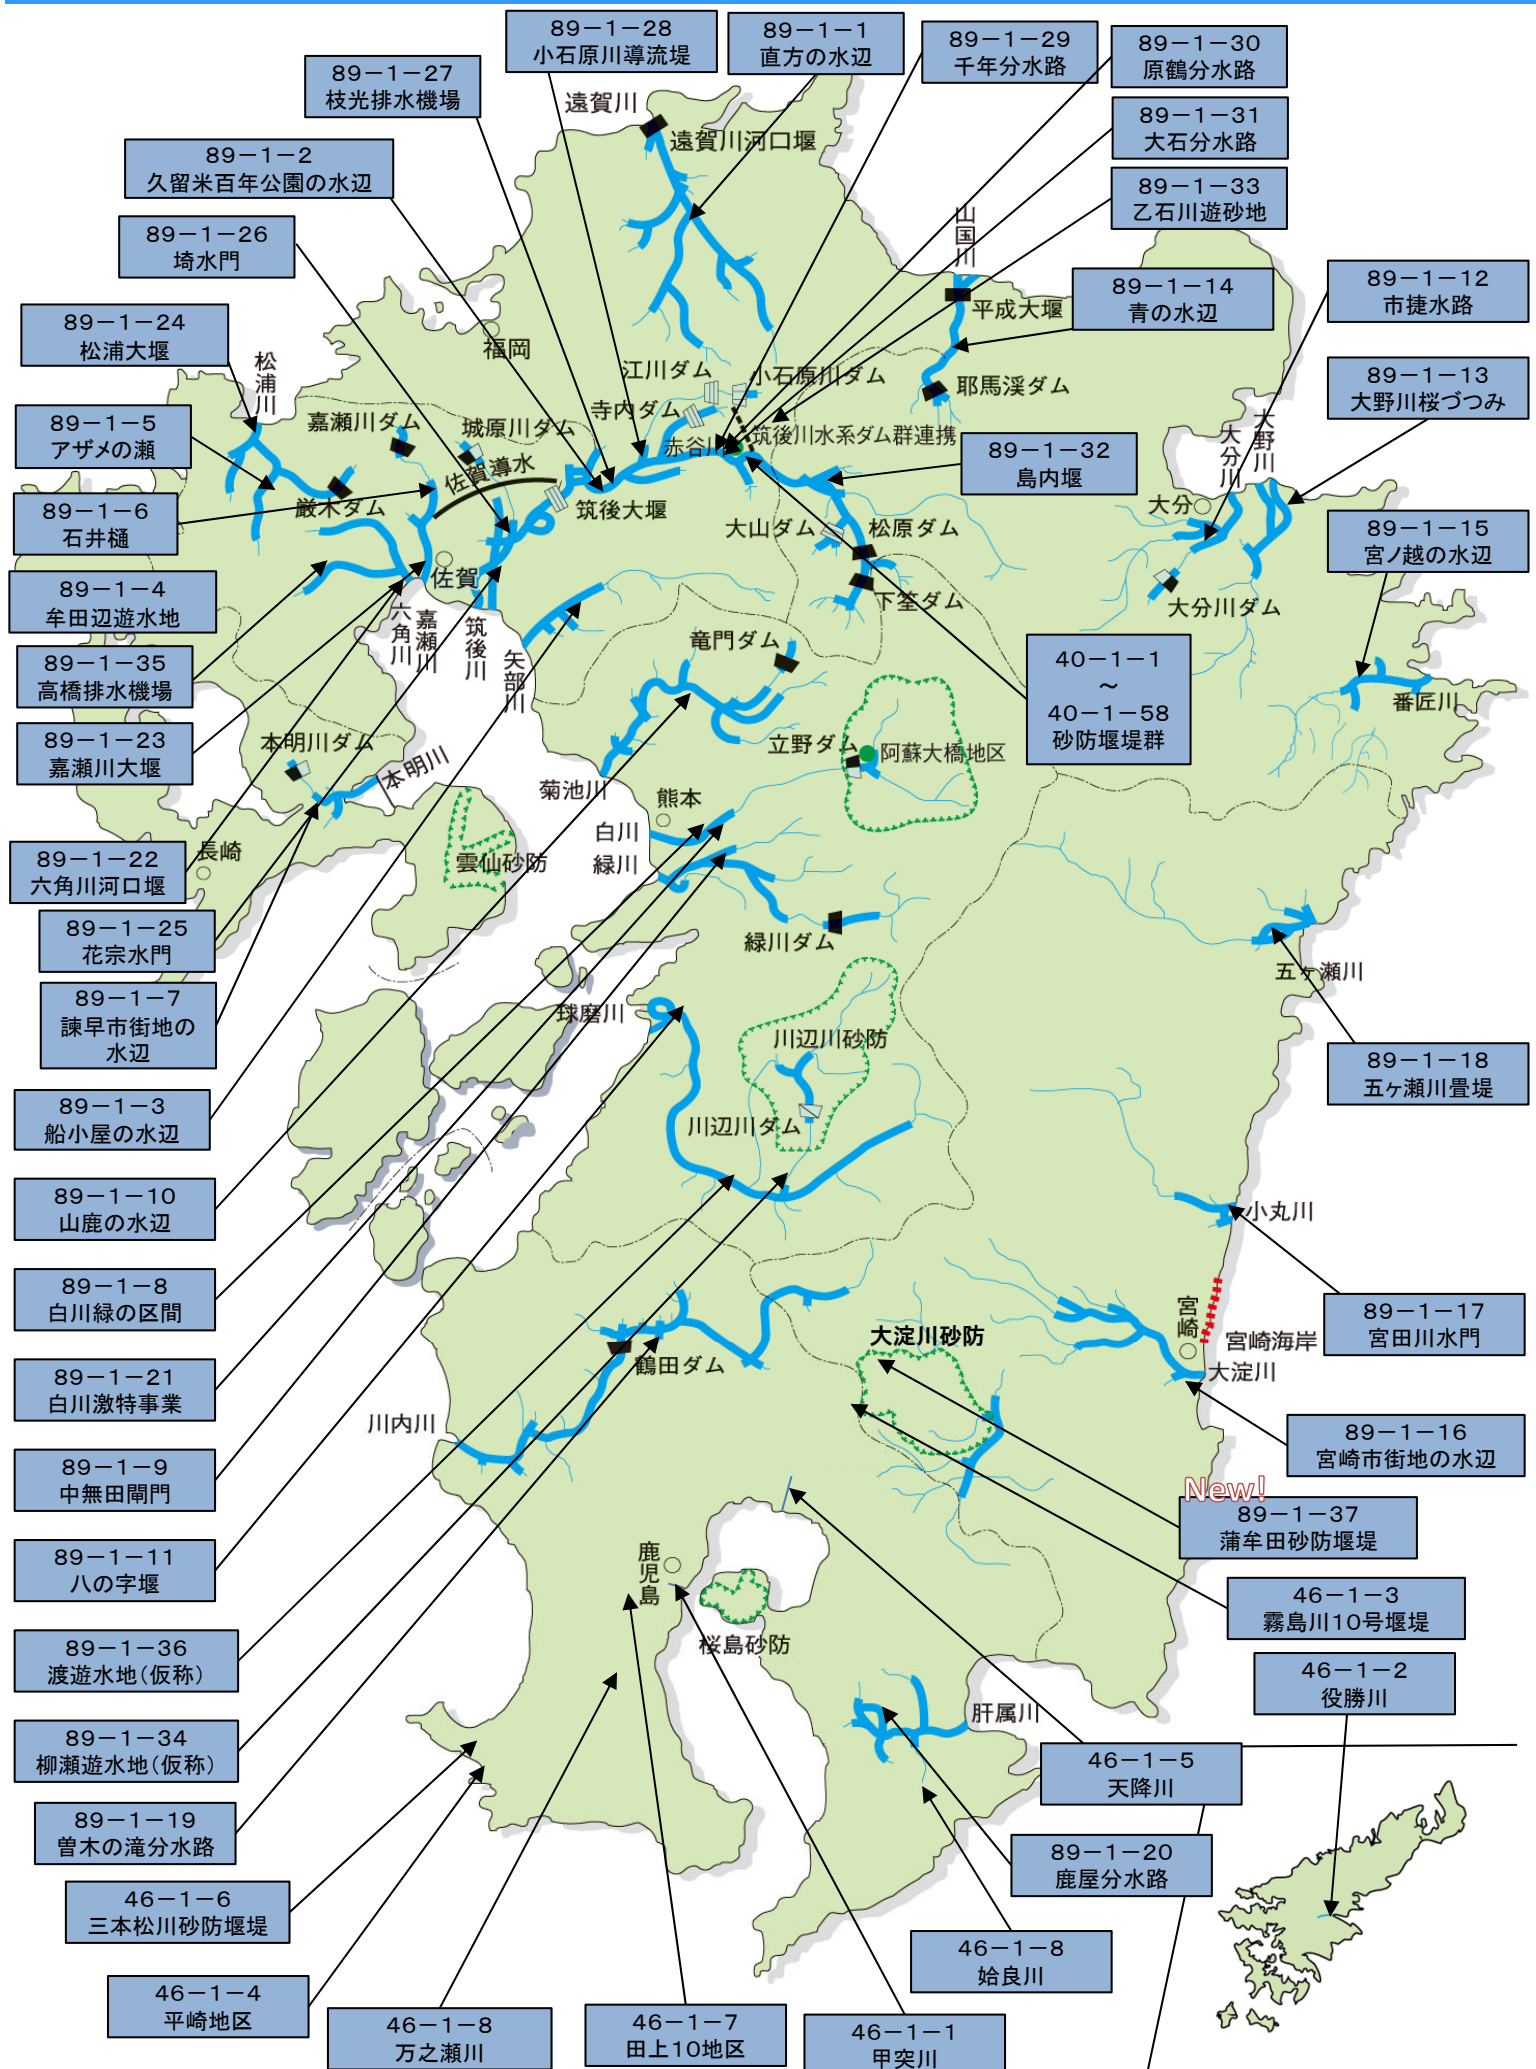 89-1-28
小石原川導流堤
89-1-1
直方の水辺
89-1-29
千年分水路
89-1-30
原鶴分水路
89-1-27
枝光排水機場
遠賀川
遠賀川河口堰
89-1-31
大石分水路
89-1-2
久留米百年公園の水辺
89-1-33
乙石川遊砂地
山国川
89-1-26
埼水門
89-1-14
青の水辺
89-1-12
市捷水路
平成大堰
89-1-24
松浦大堰
福岡
松浦川
江川ダム
小石原川ダム
耶馬渓ダム
89-1-13
大野川桜づつみ
89-1-5
アザメの瀬
嘉瀬川ダム
城原川ダム
寺内ダム
赤谷川
筑後川水系ダム群連携
大分川
大野川
89-1-32
島内堰
佐賀導水
厳木ダム
筑後大堰
大分
89-1-6
石井樋
大山ダム
松原ダム
89-1-15
宮ノ越の水辺
89-1-4
牟田辺遊水地
佐賀
下筌ダム
大分川ダム
六角川
嘉瀬川
筑後川
矢部川
竜門ダム
89-1-35
高橋排水機場
40-1-1
~
40-1-58
砂防堰堤群
番匠川
89-1-23
嘉瀬川大堰
本明川ダム
本明川
立野ダム
阿蘇大橋地区
菊池川
熊本
白川
89-1-22
六角川河口堰
長崎
雲仙砂防
緑川
89-1-25
花宗水門
緑川ダム
五ヶ瀬川
89-1-7
諫早市街地の
水辺
球磨川
川辺川砂防
89-1-18
五ヶ瀬川畳堤
89-1-3
船小屋の水辺
川辺川ダム
89-1-10
山鹿の水辺
小丸川
89-1-8
白川緑の区間
宮崎
宮崎海岸
89-1-17
宮田川水門
大淀川砂防
鶴田ダム
大淀川
89-1-21
白川激特事業
川内川
89-1-16
宮崎市街地の水辺
89-1-9
中無田閘門
New!
89-1-37
蒲牟田砂防堰堤
89-1-11
八の字堰
鹿児島
46-1-3
霧島川10号堰堤
89-1-36
渡遊水地(仮称)
桜島砂防
46-1-2
役勝川
肝属川
89-1-34
柳瀬遊水地(仮称)
46-1-5
天降川
89-1-19
曽木の滝分水路
89-1-20
鹿屋分水路
46-1-6
三本松川砂防堰堤
46-1-8
姶良川
46-1-4
平崎地区
46-1-8
万之瀬川
46-1-7
田上10地区
46-1-1
甲突川